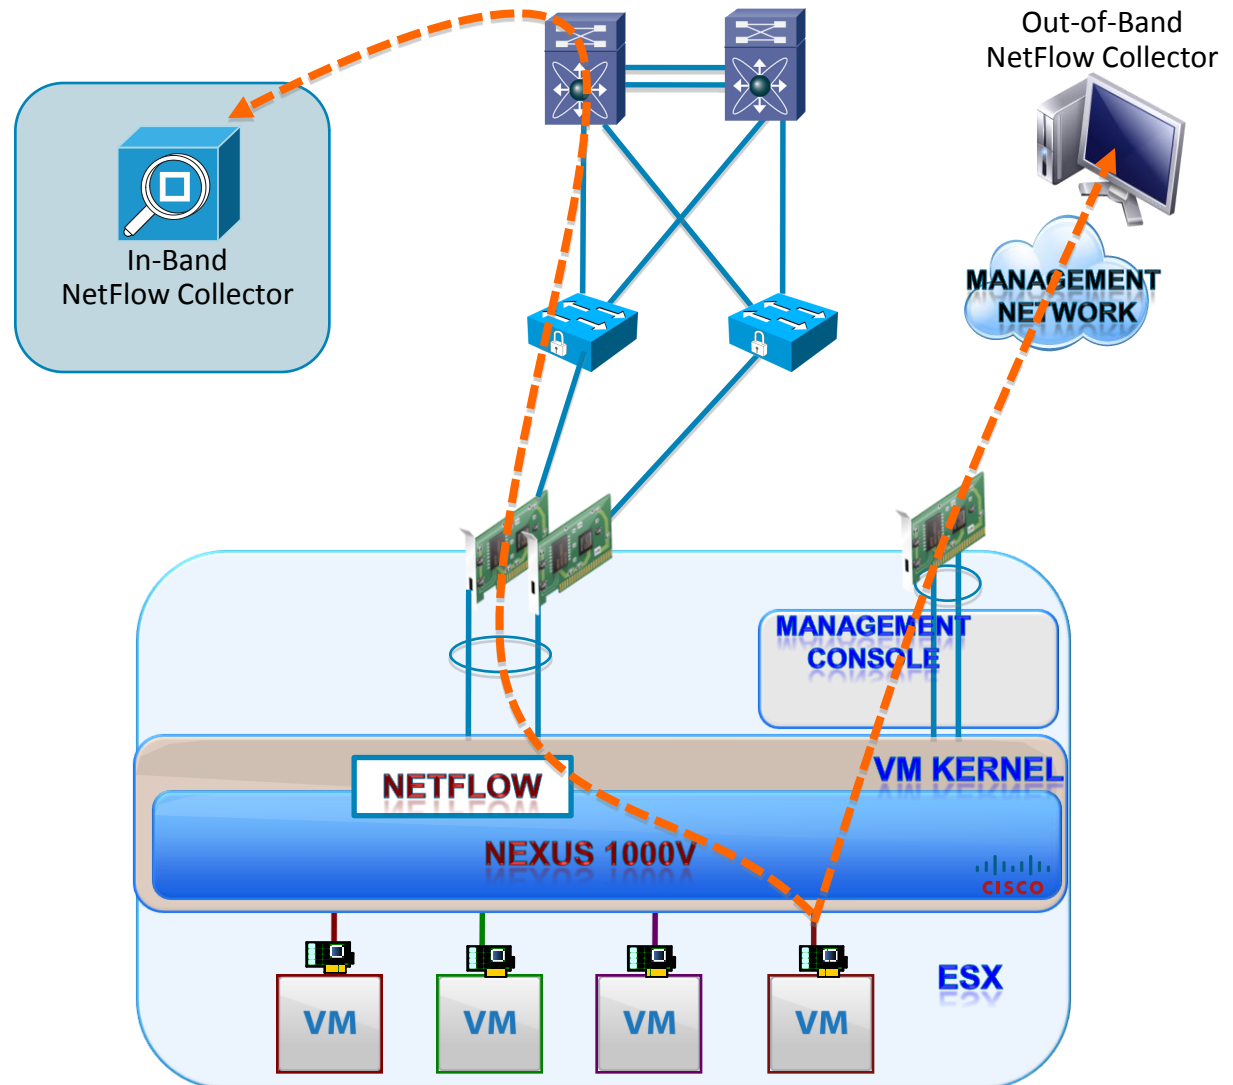 Out-of-Band
NetFlow Collector
In-Band
NetFlow Collector
MANAGEMENT
NETWORK
MANAGEMENT
CONSOLE
VM KERNEL
NETFLOW
NEXUS 1000V
CISCO
ESX
VM
VM
VM
VM